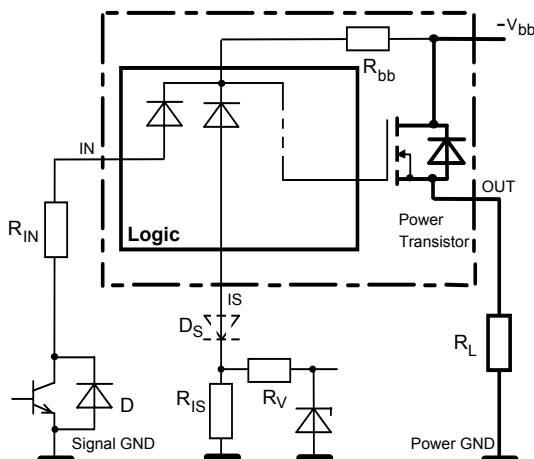 –Vbb
Rbb
IN
OUT
RIN
Logic
Power
Transistor
IS
DS
RL
D
RIS
RV
Signal GND
Power GND